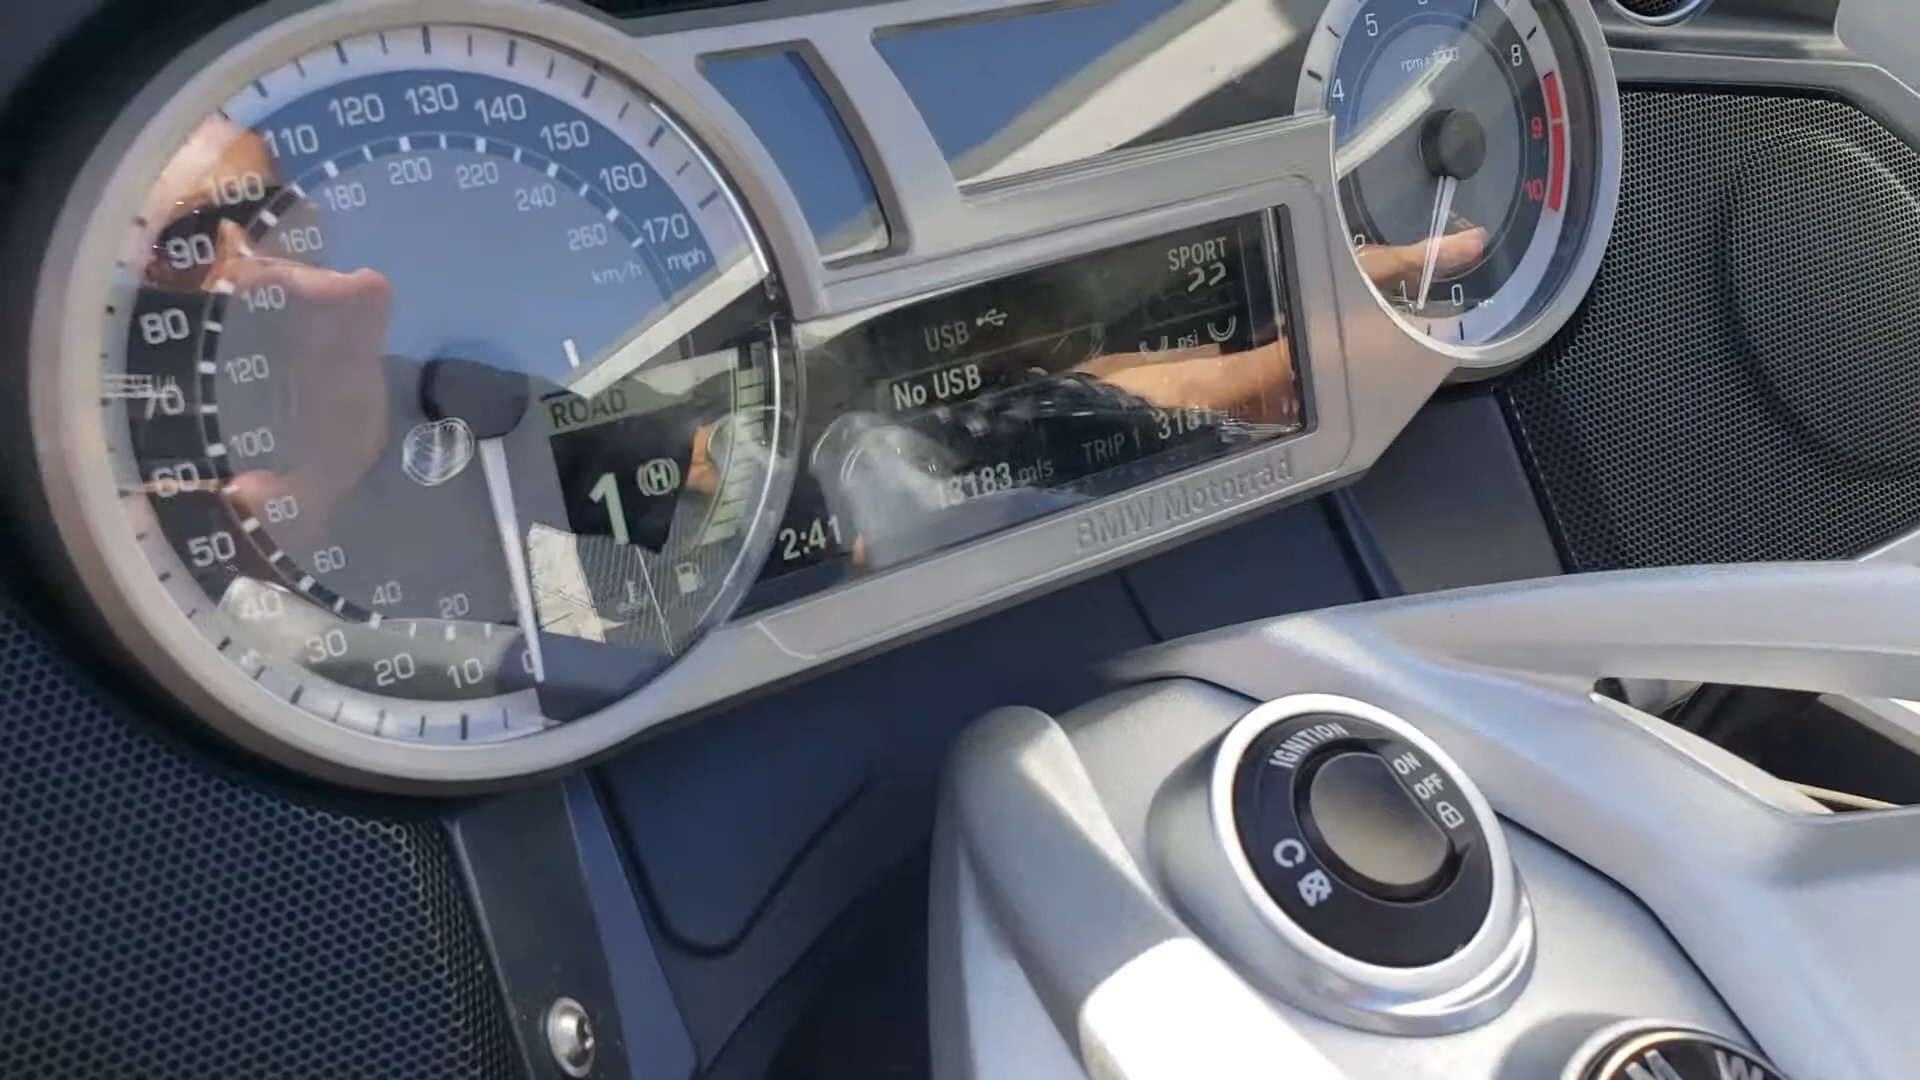 10
20
30
40
50
60
70
80
90
100
110
120
130
140
150
160
170
mph
20
40
60
80
100
120
140
160
180
200
220
240
260
km/h
ROAD
1 (H)
2:41
USB
No USB
SPORT
psi
13183 mls
TRIP 1
BMW Motorrad
0
1
2
4
5
8
9
10
IGNITION
ON
OFF